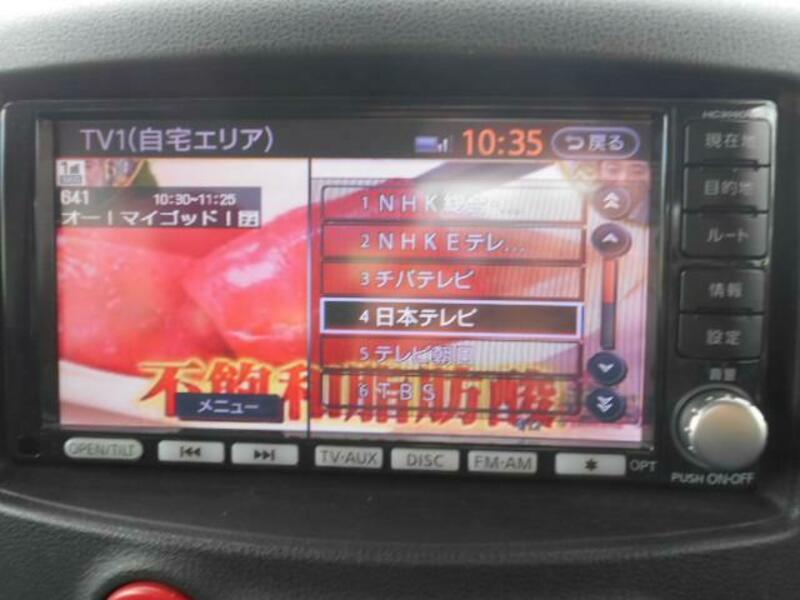 TV1(自宅エリア)
10:35
戻る
641
10:30~11:25
オー!マイゴッド!
1 NHK総合...
2 NHKEテレ...
3 チバテレビ
4 日本テレビ
5 テレビ朝日
6 TBS
不飽和脂肪酸
メニュー
現在地
目的地
ルート
情報
設定
音量
PUSH ON·OFF
OPEN/TILT
TV·AUX
DISC
FM·AM
OPT